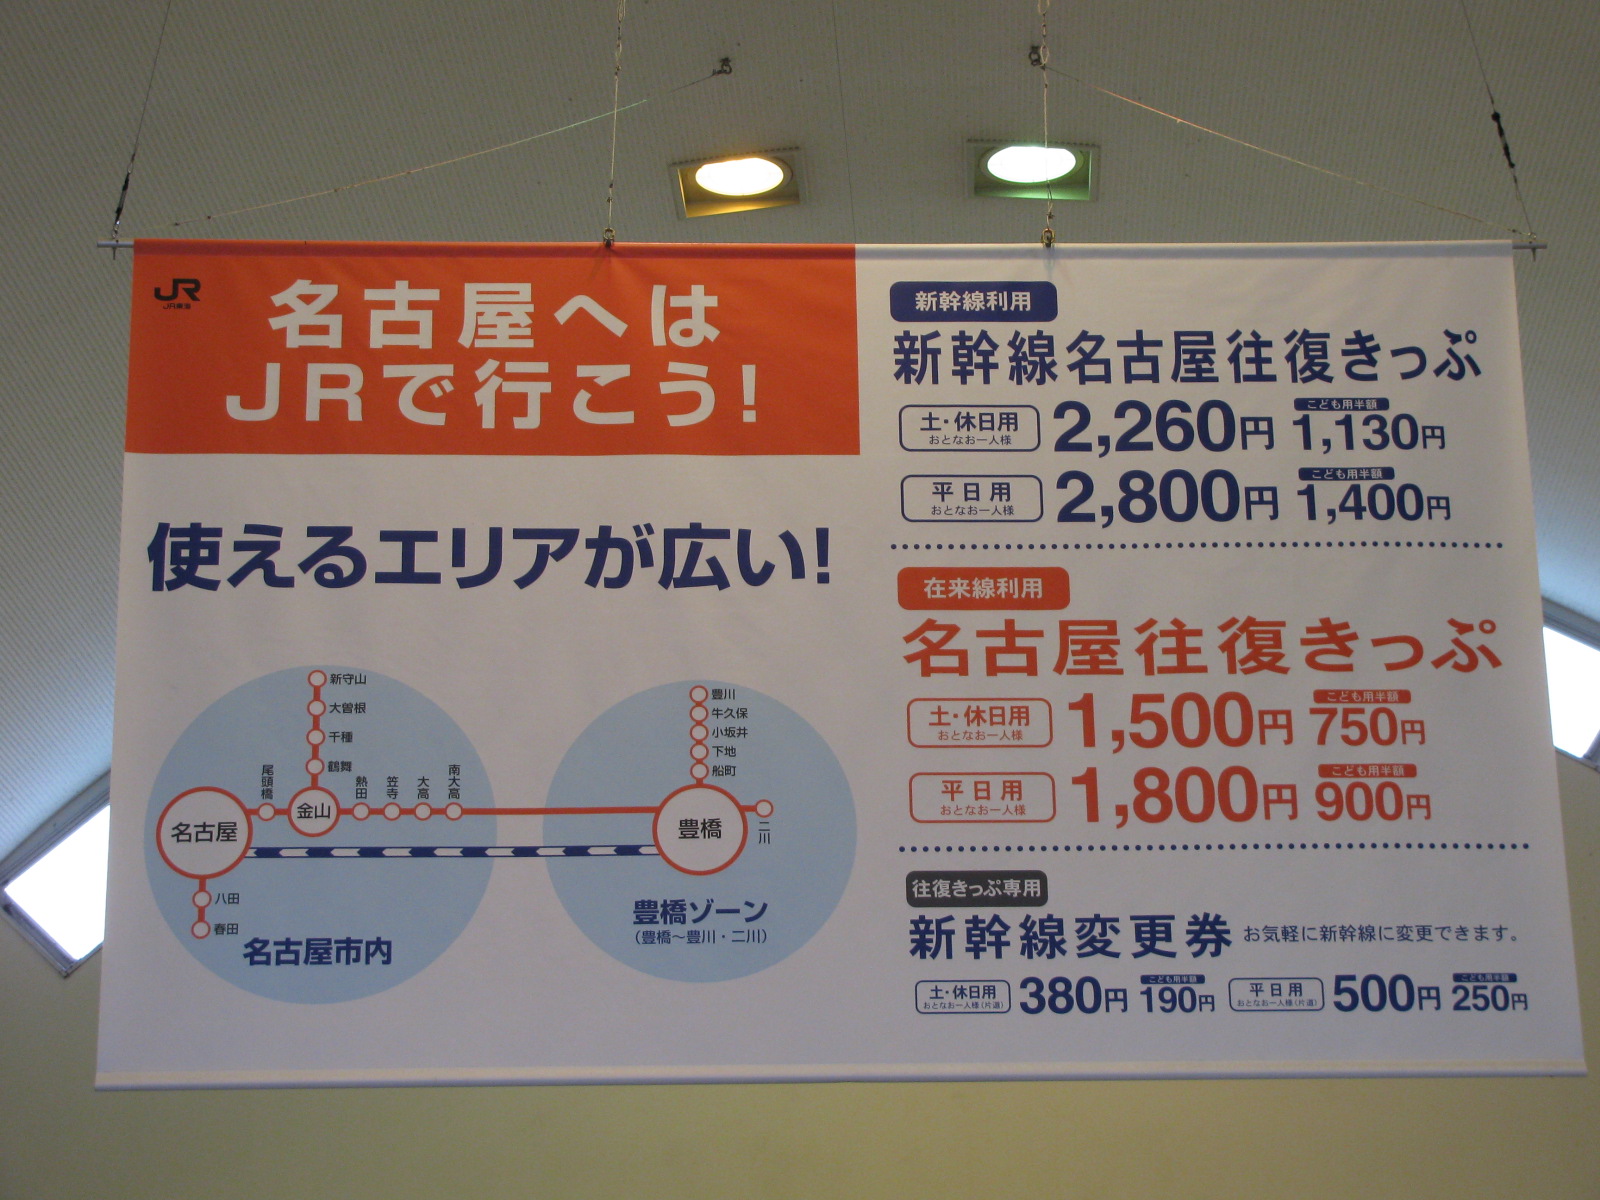 JR
JR東海
名古屋へは
JRで行こう!
使えるエリアが広い!
新守山
大曽根
千種
鶴舞
尾頭橋
金山
熱田
笠寺
大高
南大高
名古屋
八田
春田
名古屋市内
豊川
牛久保
小坂井
下地
船町
豊橋
二川
豊橋ゾーン
(豊橋〜豊川・二川)
新幹線利用
新幹線名古屋往復きっぷ
土・休日用 おとなお一人様 2,260円 こども用半額 1,130円
平日用 おとなお一人様 2,800円 こども用半額 1,400円
在来線利用
名古屋往復きっぷ
土・休日用 おとなお一人様 1,500円 こども用半額 750円
平日用 おとなお一人様 1,800円 こども用半額 900円
往復きっぷ専用
新幹線変更券 お気軽に新幹線に変更できます。
土・休日用 おとなお一人様(片道) 380円 こども用半額 190円 平日用 おとなお一人様(片道) 500円 こども用半額 250円